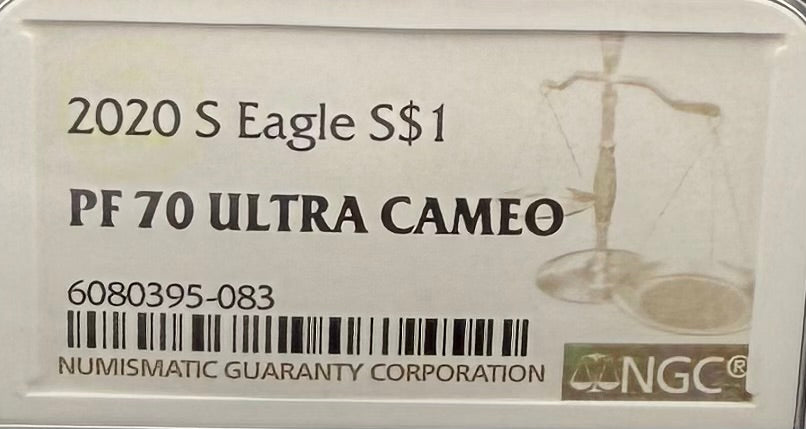 2020 S Eagle S$1
PF 70 ULTRA CAMEO
6080395-083
NUMISMATIC GUARANTY CORPORATION
NGC®